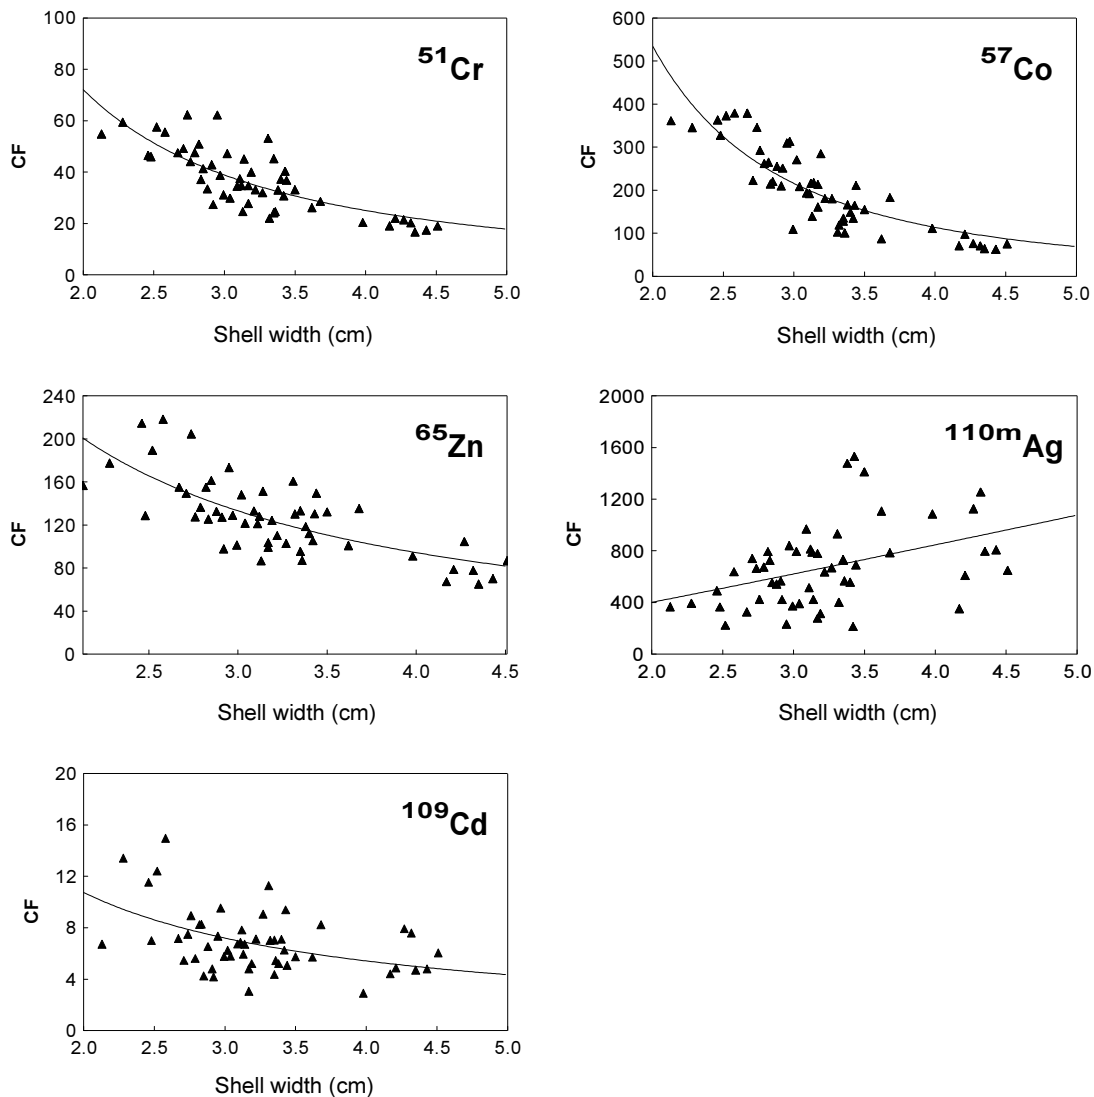 100
80
60
40
20
0
CF
51Cr
2.0 2.5 3.0 3.5 4.0 4.5 5.0
Shell width (cm)
600
500
400
300
200
100
0
CF
57Co
2.0 2.5 3.0 3.5 4.0 4.5 5.0
Shell width (cm)
240
200
160
120
80
40
0
CF
65Zn
2.5 3.0 3.5 4.0 4.5
Shell width (cm)
2000
1600
1200
800
400
0
CF
110mAg
2.0 2.5 3.0 3.5 4.0 4.5 5.0
Shell width (cm)
20
16
12
8
4
0
CF
109Cd
2.0 2.5 3.0 3.5 4.0 4.5 5.0
Shell width (cm)